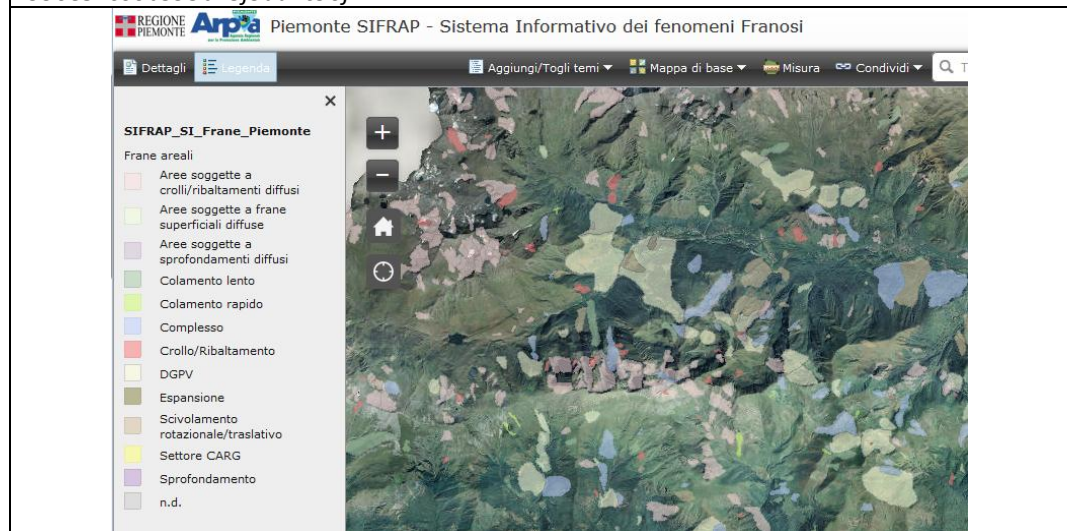 REGIONE
PIEMONTE
Arpa Piemonte SIFRAP - Sistema Informativo dei fenomeni Franosi
Dettagli Legenda Aggiungi/Togli temi Mappa di base Misura Condividi T
SIFRAP_SI_Frane_Piemonte
Frane areali
Aree soggette a
crolli/ribaltamenti diffusi
Aree soggette a frane
superficiali diffuse
Aree soggette a
sprofondamenti diffusi
Colamento lento
Colamento rapido
Complesso
Crollo/Ribaltamento
DGPV
Espansione
Scivolamento
rotazionale/traslativo
Settore CARG
Sprofondamento
n.d.